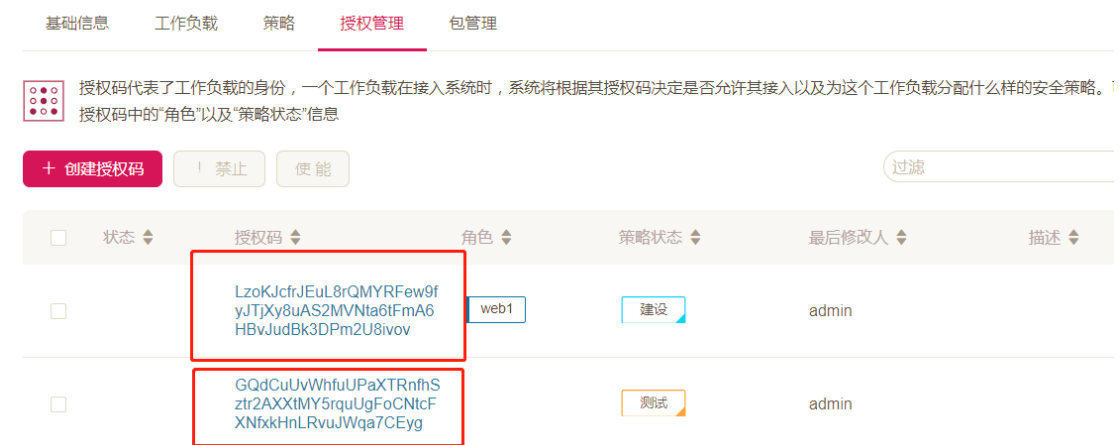 基础信息 工作负载 策略 授权管理 包管理
授权码代表了工作负载的身份，一个工作负载在接入系统时，系统将根据其授权码决定是否允许其接入以及为这个工作负载分配什么样的安全策略。
授权码中的“角色”以及“策略状态”信息
+ 创建授权码 ! 禁止 使 能 过滤
状态 授权码 角色 策略状态 最后修改人 描述
LzoKJcfrJEuL8rQMYRFew9f
yJTjXy8uAS2MVNta6tFmA6
HBvJudBk3DPm2U8ivov
web1 建设 admin
GQdCuUvWhfuUPaXTRnfhS
ztr2AXXtMY5rquUgFoCNtcF
XNfxkHnLRvuJWqa7CEyg
测试 admin